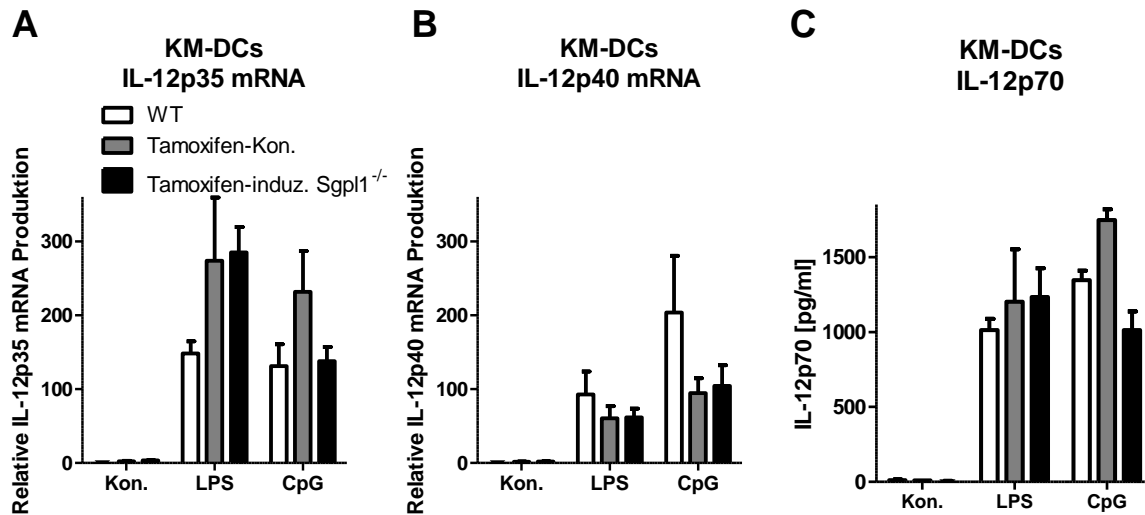 A
KM-DCs
IL-12p35 mRNA
WT
Tamoxifen-Kon.
Tamoxifen-induz. Sgpl1-/-
Relative IL-12p35 mRNA Produktion
300
200
100
0
Kon.
LPS
CpG
B
KM-DCs
IL-12p40 mRNA
Relative IL-12p40 mRNA Produktion
300
200
100
0
Kon.
LPS
CpG
C
KM-DCs
IL-12p70
IL-12p70 [pg/ml]
1500
1000
500
0
Kon.
LPS
CpG